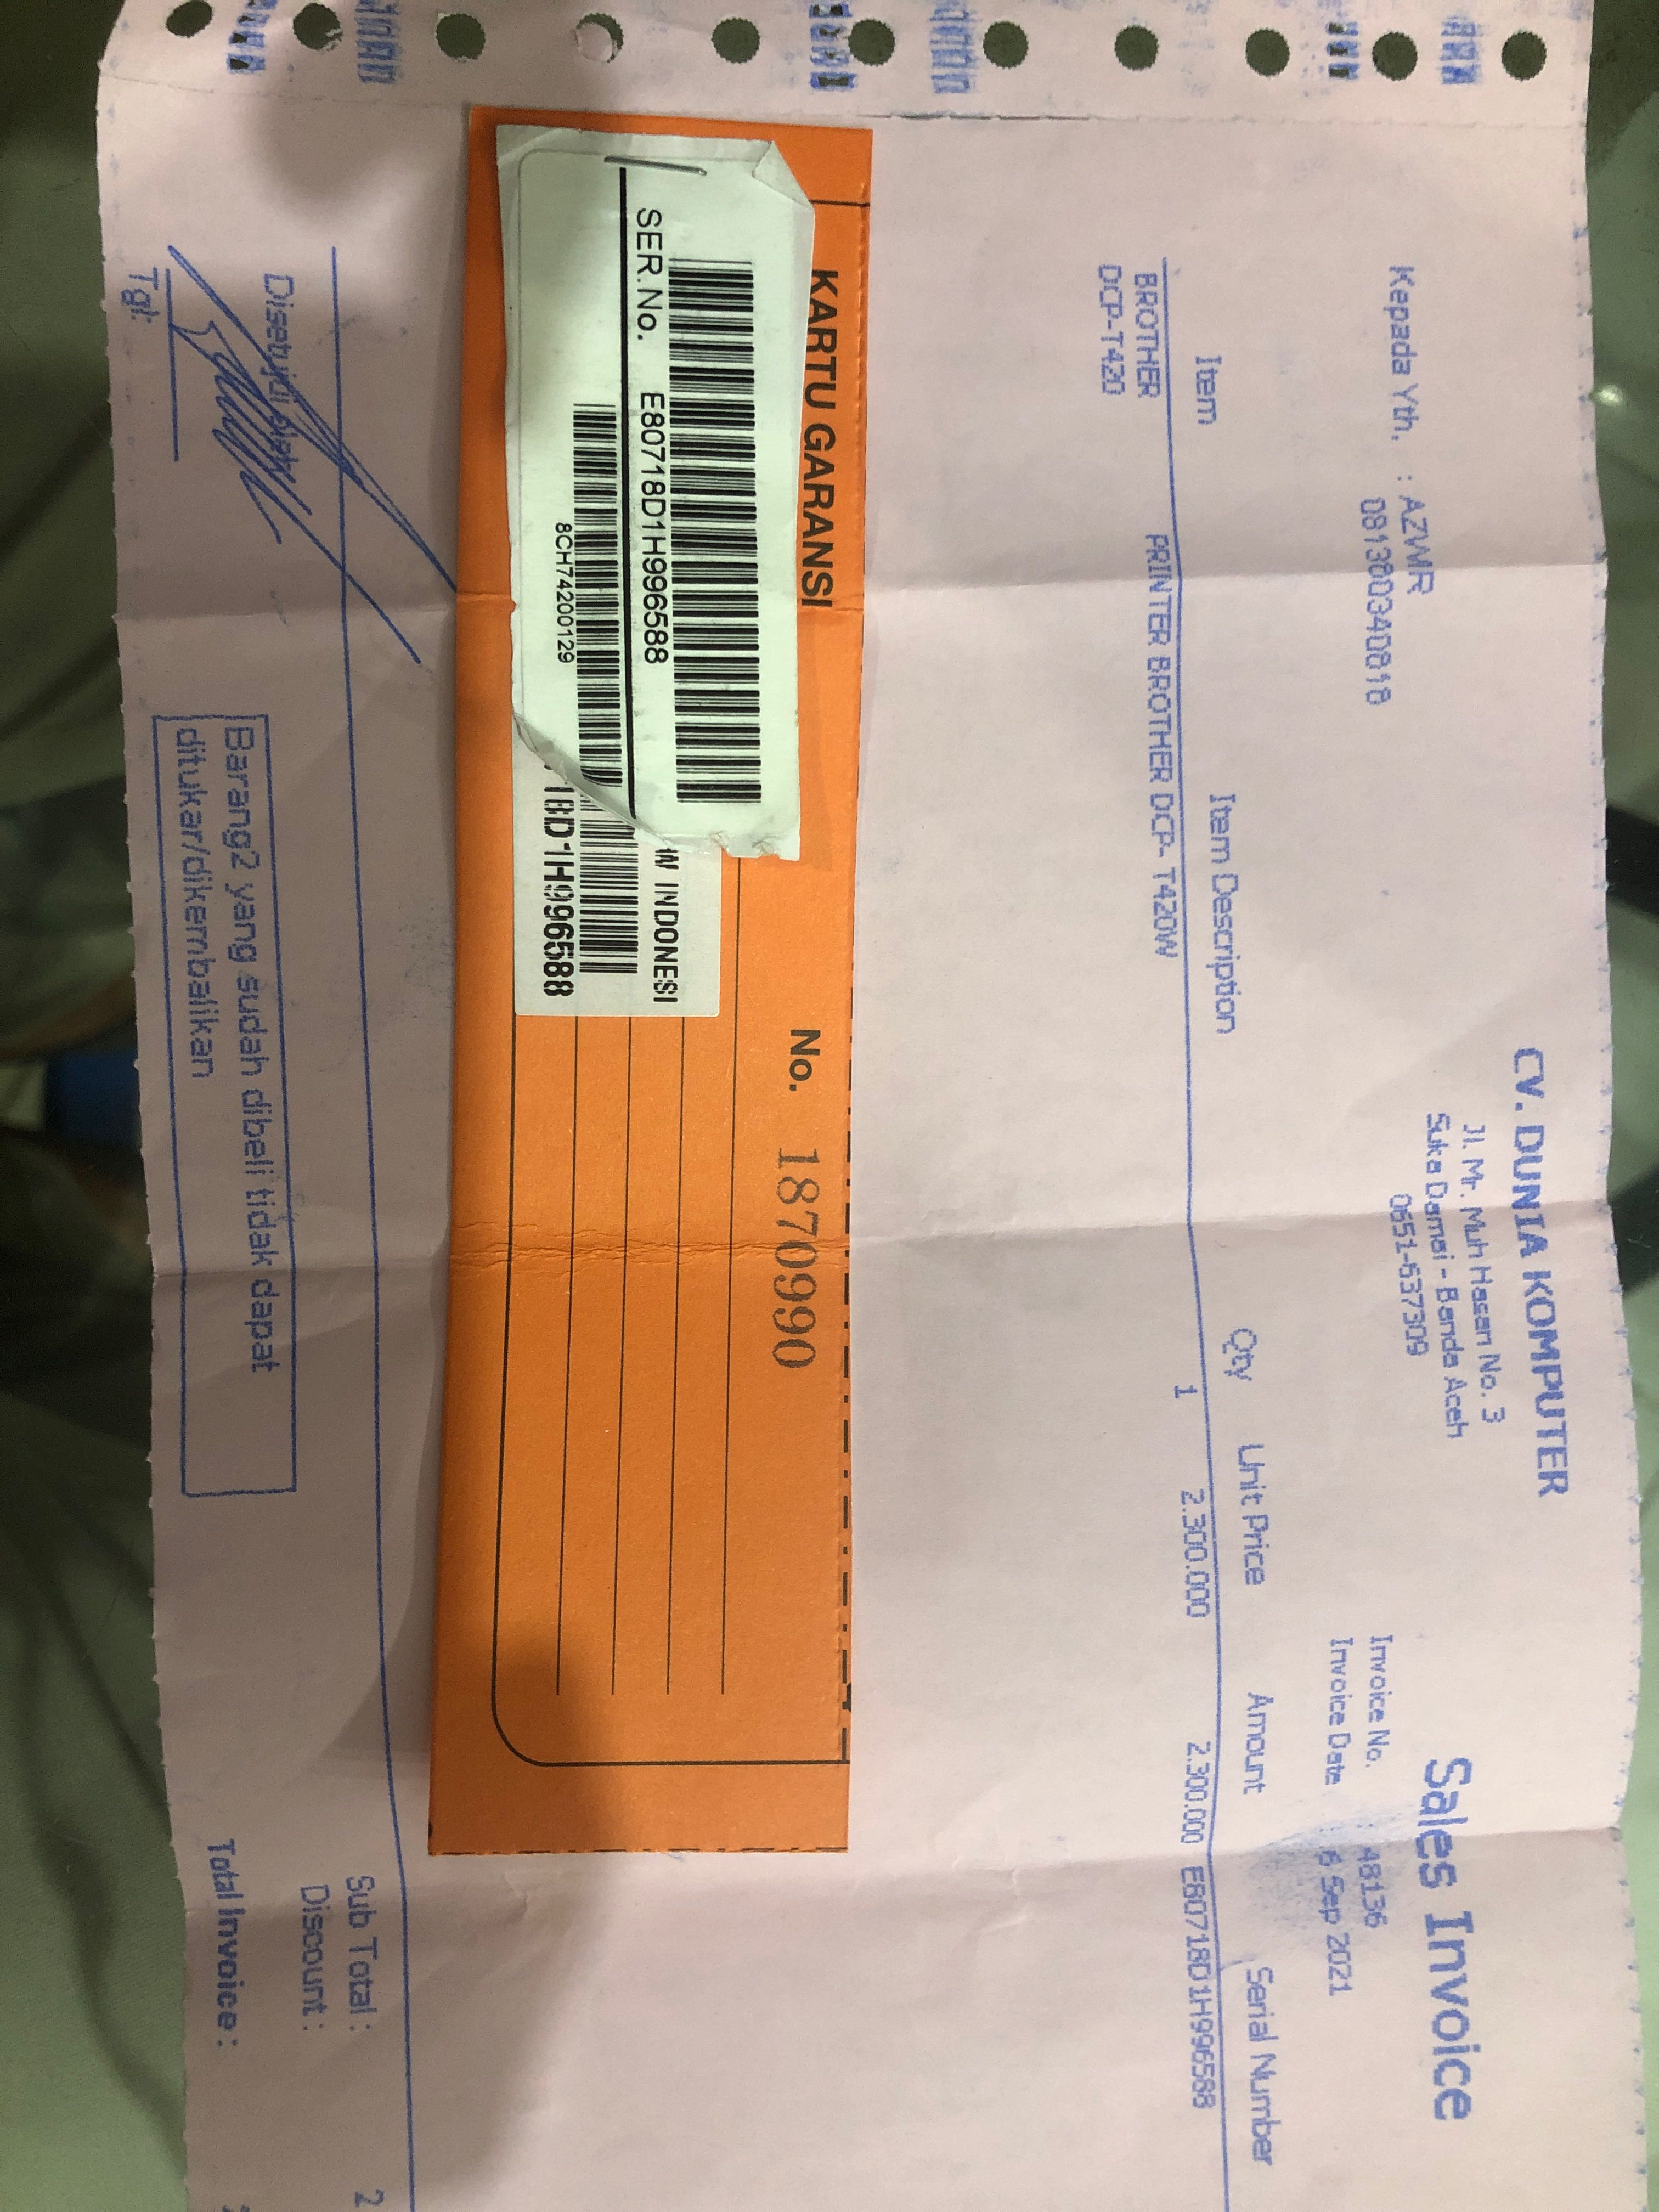 CV. DUNIA KOMPUTER
Jl. Mr. Muh Hasan No. 3
Suka Damai - Banda Aceh
0651-637309
Sales Invoice
Kepada Yth. : AZWR
081380340818
Invoice No. 48136
Invoice Date 6 Sep 2021
Item Item Description Qty Unit Price Amount Serial Number
BROTHER PRINTER BROTHER DCP- T420W 1 2.300.000 2.300.000 E80718D1H996588
DCP-T420
KARTU GARANSI No. 1870990
SER.No. E80718D1H996588
8CH74200129
W INDONESI
18D1H996588
Sub Total : 2
Discount :
Total Invoice :
Disetujui oleh
Tgl:
Barang2 yang sudah dibeli tidak dapat
ditukar/dikembalikan